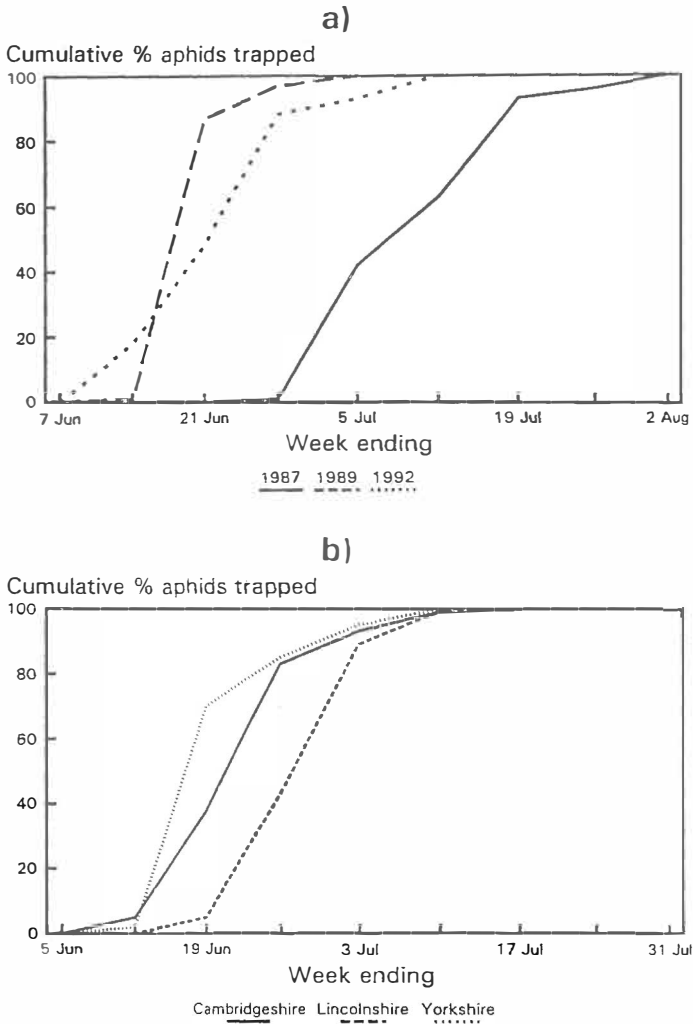 a)
Cumulative % aphids trapped
100
80
60
40
20
0
7 Jun 21 Jun 5 Jul 19 Jul 2 Aug
Week ending
1987 1989 1992
b)
Cumulative % aphids trapped
100
80
60
40
20
0
5 Jun 19 Jun 3 Jul 17 Jul 31 Jul
Week ending
Cambridgeshire Lincolnshire Yorkshire